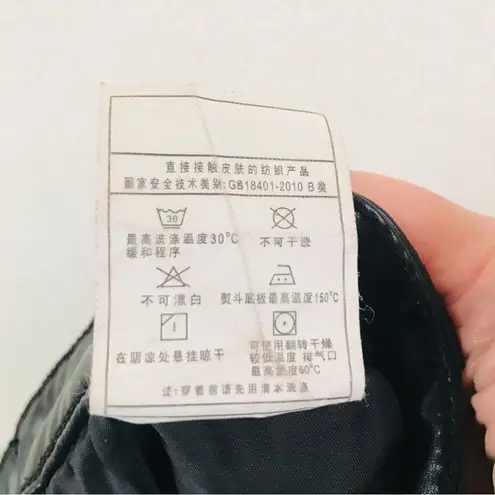 直接接触皮肤的纺织产品
国家安全技术类别:GB18401-2010 B类
30
最高洗涤温度30°C
缓和程序
不可干洗
不可漂白
熨斗底板最高温度150°C
在阴凉处悬挂晾干
可使用翻转干燥
较低温度 排气口
最高温度60°C
注:穿着前请先用清水洗涤